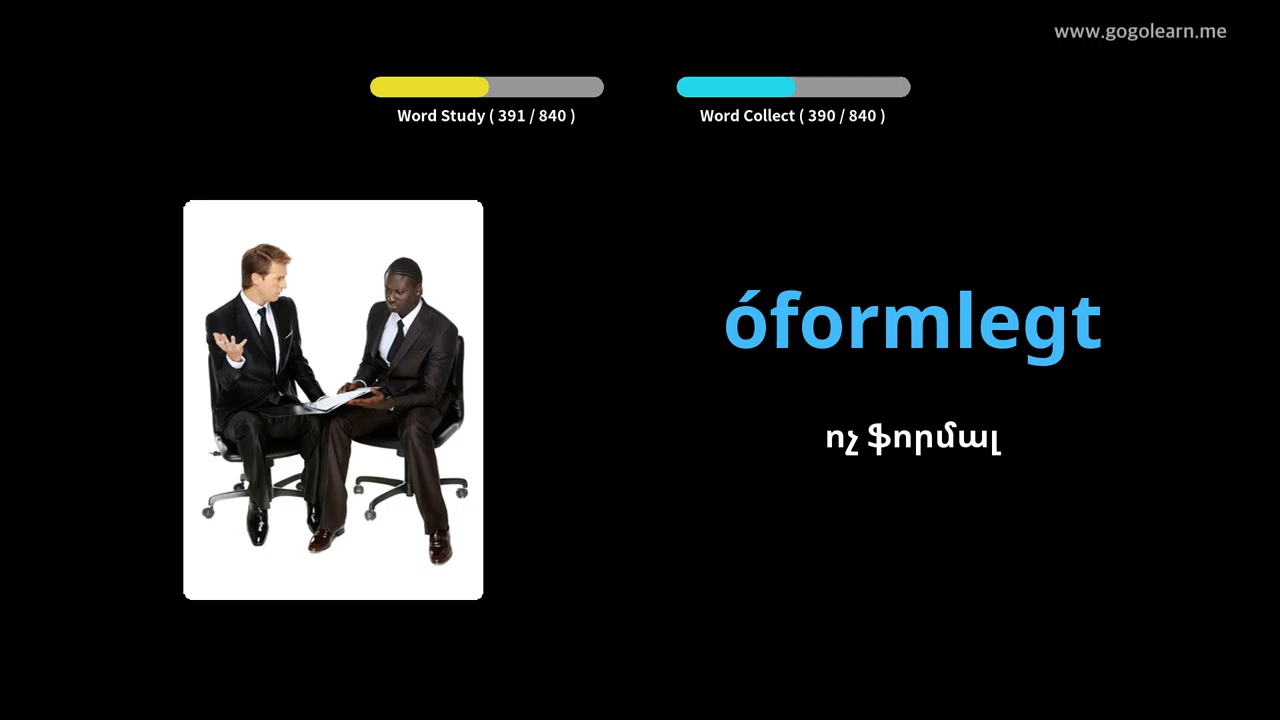 www.gogolearn.me
Word Study ( 391 / 840 )
Word Collect ( 390 / 840 )
óformlegt
ոչ ֆորմալ